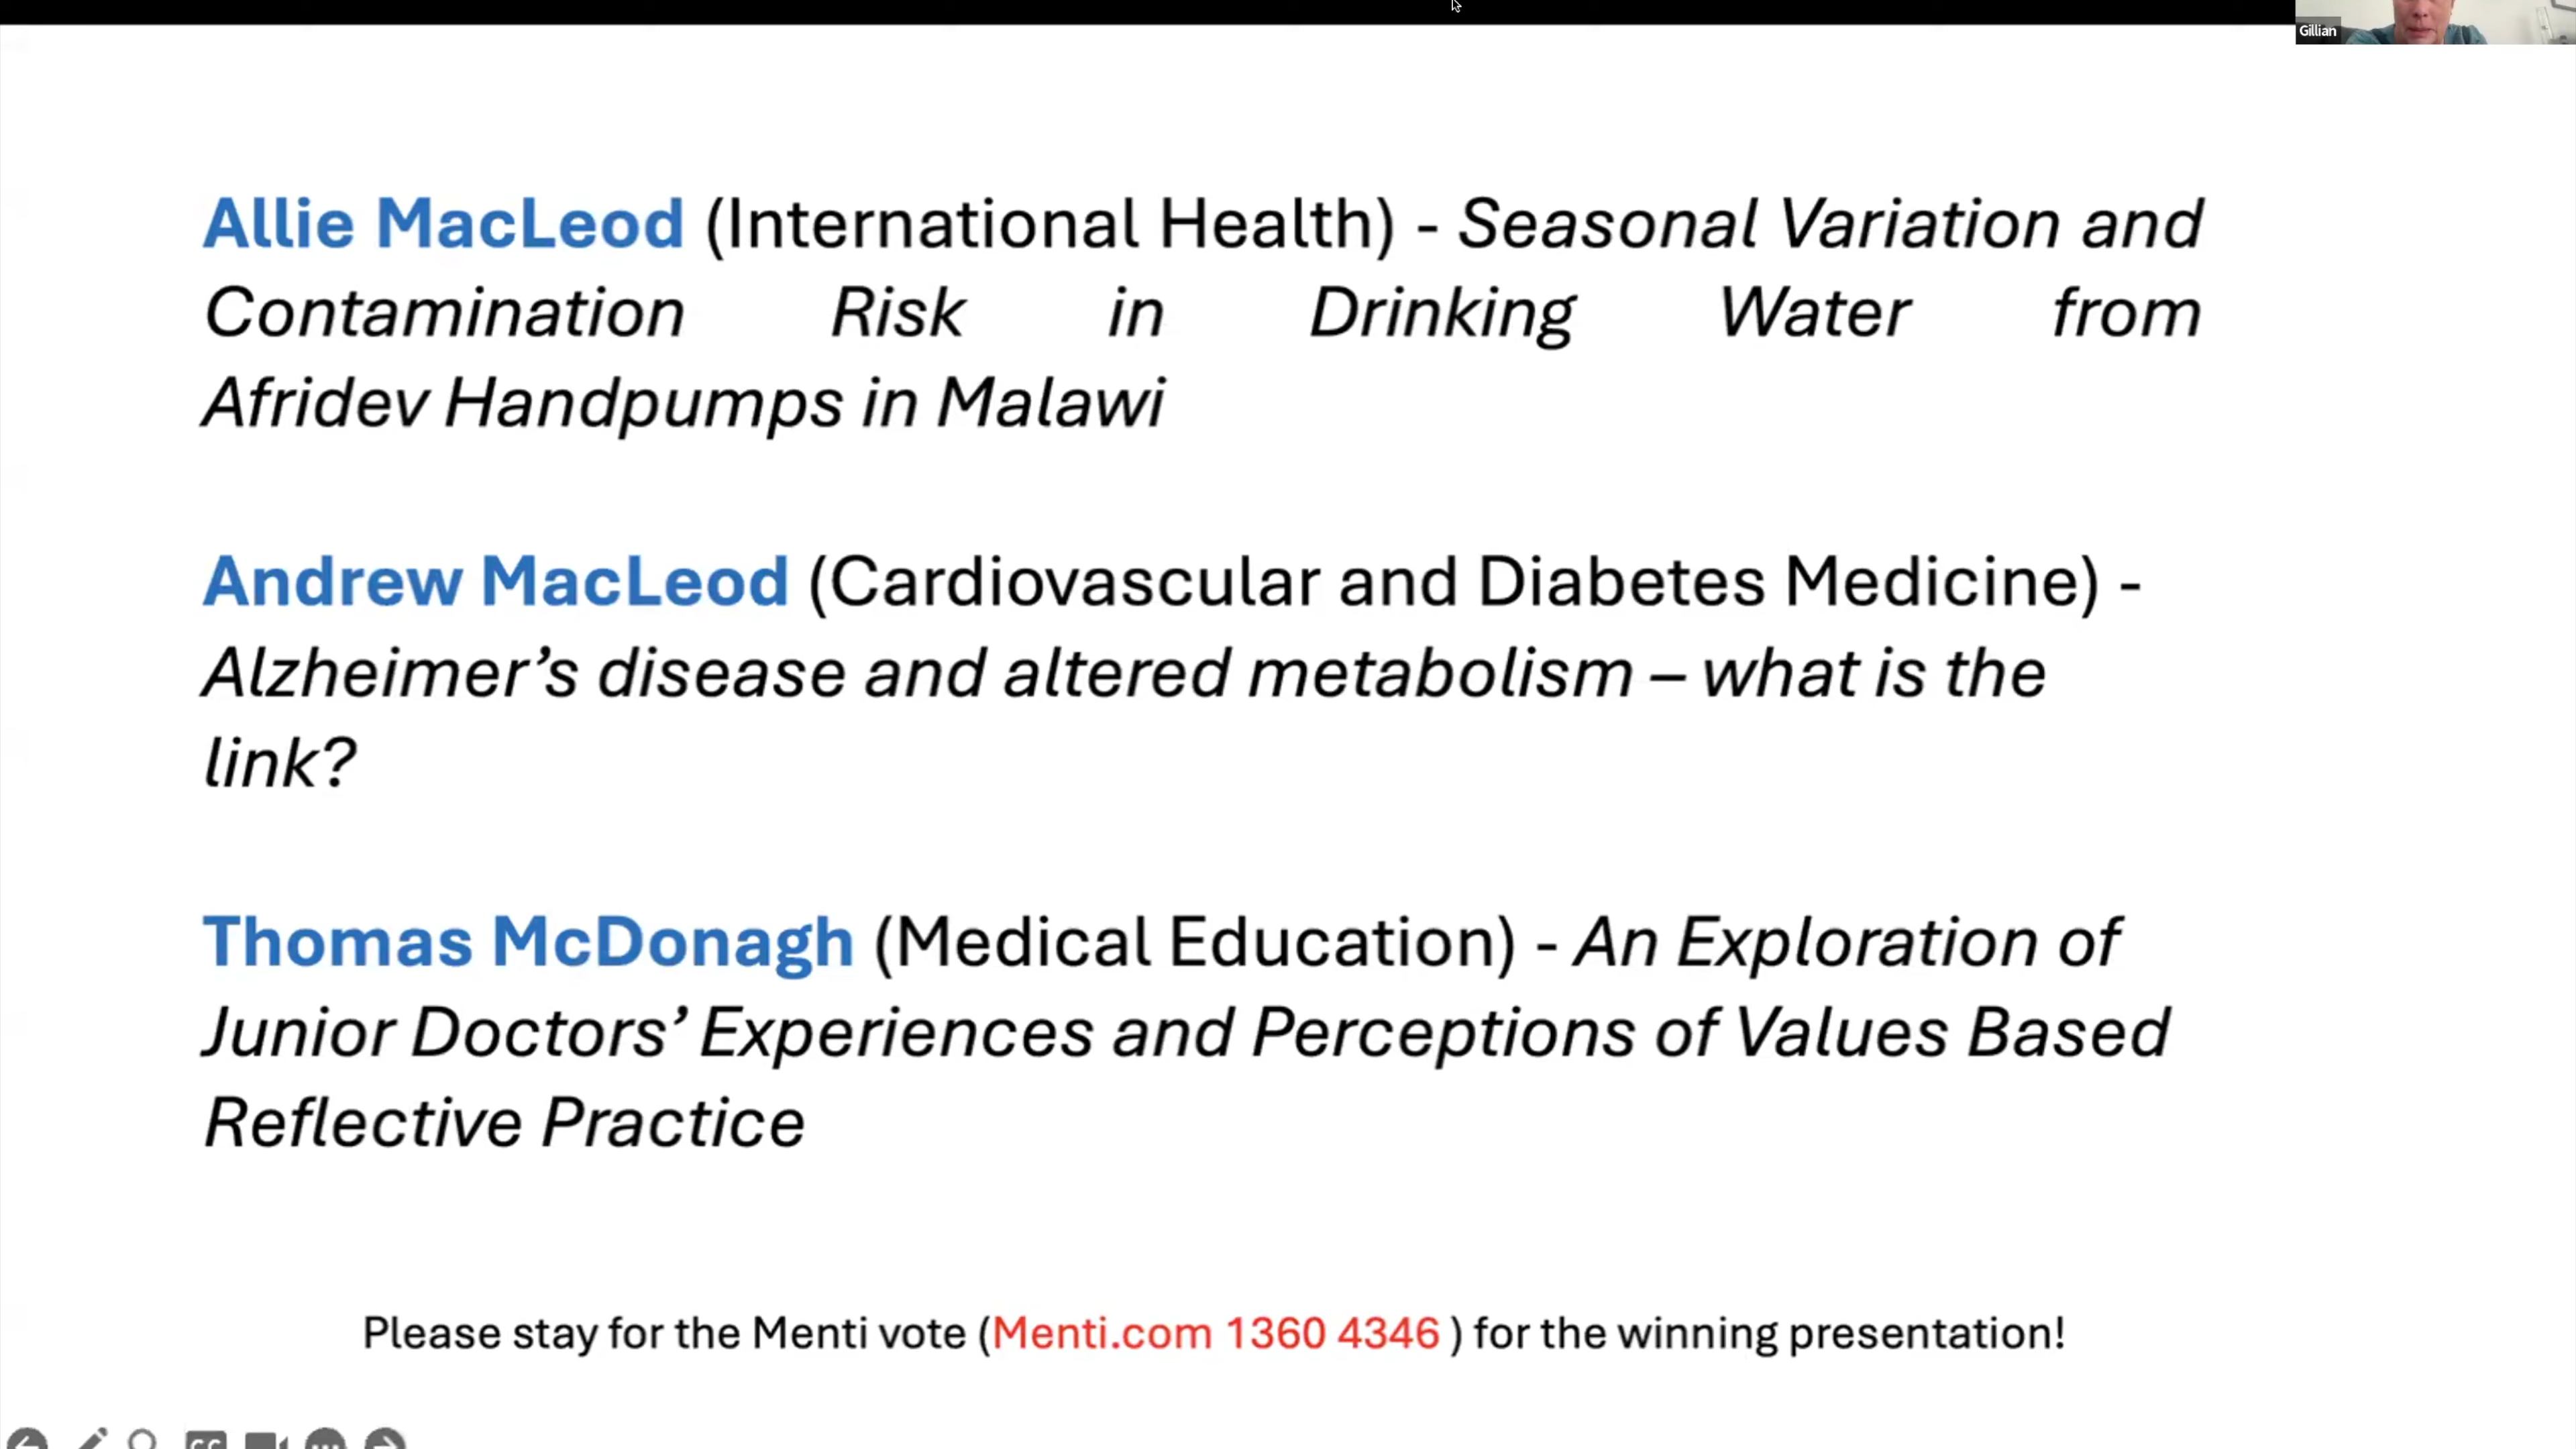 Gillian
Allie MacLeod (International Health) - Seasonal Variation and
Contamination Risk in Drinking Water from
Afridev Handpumps in Malawi
Andrew MacLeod (Cardiovascular and Diabetes Medicine) -
Alzheimer’s disease and altered metabolism – what is the
link?
Thomas McDonagh (Medical Education) - An Exploration of
Junior Doctors’ Experiences and Perceptions of Values Based
Reflective Practice
Please stay for the Menti vote (Menti.com 1360 4346 ) for the winning presentation!
CC